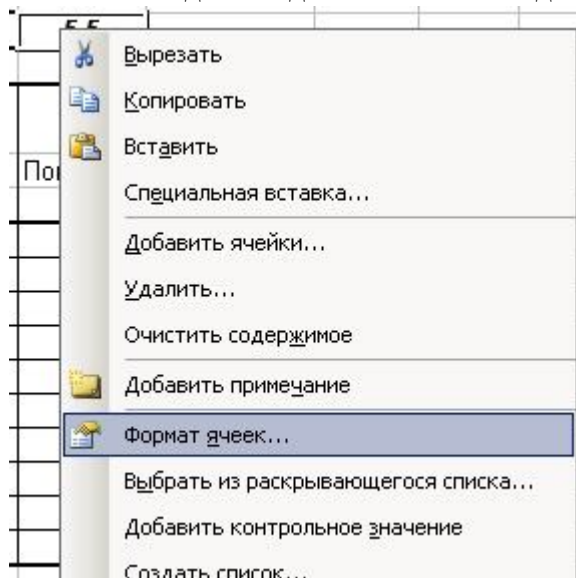 Вырезать
Копировать
Вставить
По
Специальная вставка...
Добавить ячейки...
Удалить...
Очистить содержимое
Добавить примечание
Формат ячеек...
Выбрать из раскрывающегося списка...
Добавить контрольное значение
Создать список...